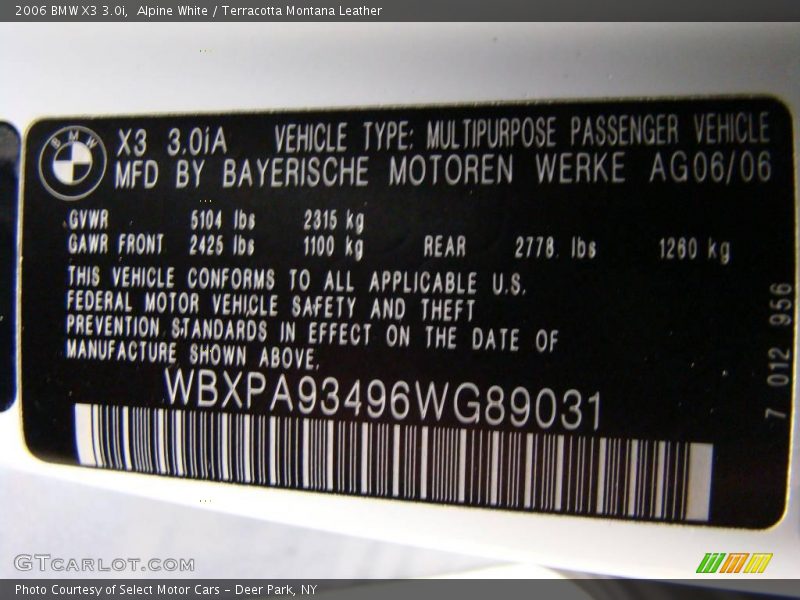 2006 BMW X3 3.0i,  Alpine White / Terracotta Montana Leather
BMW
X3 3.0iA VEHICLE TYPE: MULTIPURPOSE PASSENGER VEHICLE
MFD BY BAYERISCHE MOTOREN WERKE AG06/06
GVWR 5104 lbs 2315 kg
GAWR FRONT 2425 lbs 1100 kg REAR 2778 lbs 1260 kg
THIS VEHICLE CONFORMS TO ALL APPLICABLE U.S.
FEDERAL MOTOR VEHICLE SAFETY AND THEFT
PREVENTION STANDARDS IN EFFECT ON THE DATE OF
MANUFACTURE SHOWN ABOVE.
WBXPA93496WG89031
7 012 956
GTCARLOT.COM
Photo Courtesy of Select Motor Cars - Deer Park, NY